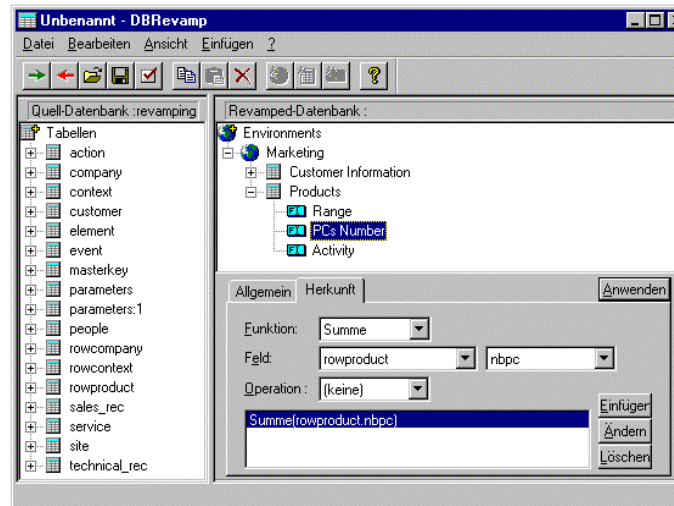 Unbenannt - DBRevamp
Datei Bearbeiten Ansicht Einfügen ?
Quell-Datenbank :revamping
Tabellen
action
company
context
customer
element
event
masterkey
parameters
parameters:1
people
rowcompany
rowcontext
rowproduct
sales_rec
service
site
technical_rec
Revamped-Datenbank :
Environments
Marketing
Customer Information
Products
Range
PCs Number
Activity
Allgemein Herkunft
Anwenden
Funktion: Summe
Feld: rowproduct nbpc
Operation : (keine)
Summe(rowproduct.nbpc)
Einfüger
Ändern
Löschen